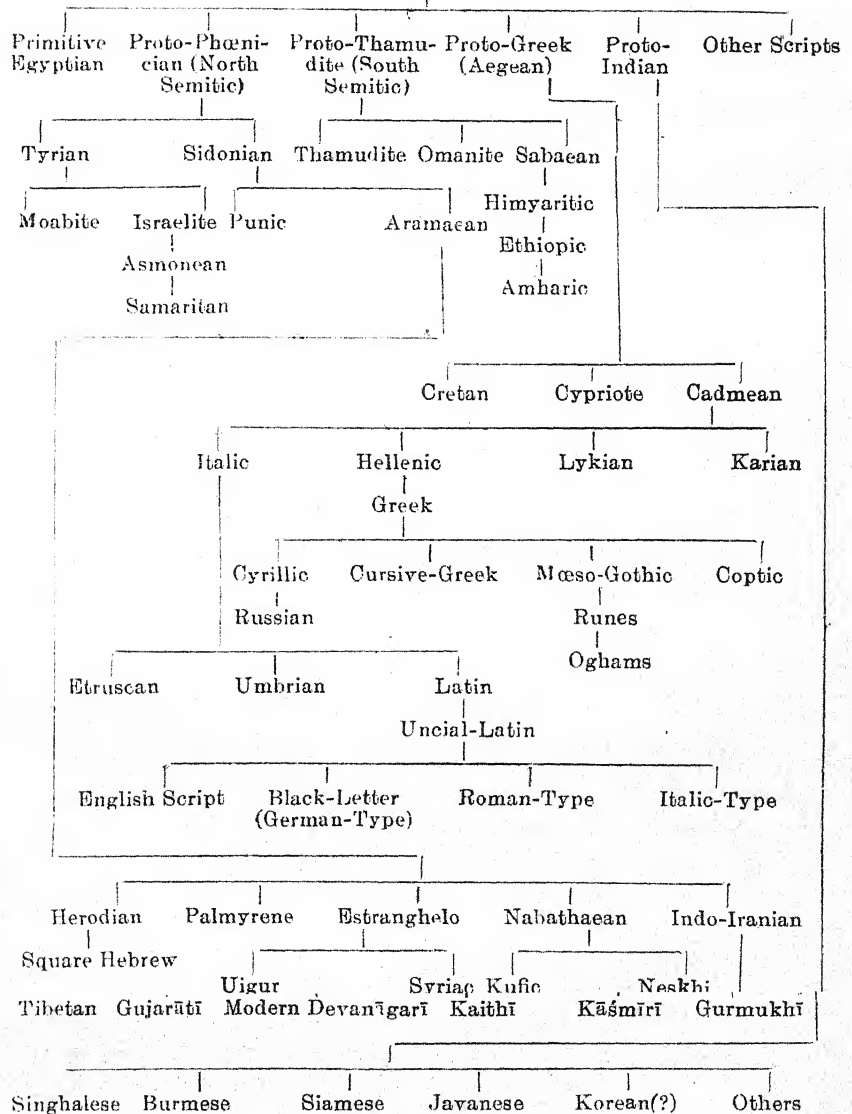 Primitive Proto-Phœni- Proto-Thamu- Proto-Greek Proto- Other Scripts
Egyptian cian (North dite (South (Aegean) Indian
Semitic) Semitic)
Tyrian Sidonian Thamudite Omanite Sabaean
Himyaritic
Moabite Israelite Punic Aramaean
Ethiopic
Asmonean
Amharic
Samaritan
Cretan Cypriote Cadmean
Italic Hellenic Lykian Karian
Greek
Cyrillic Cursive-Greek Mœso-Gothic Coptic
Russian Runes
Oghams
Etruscan Umbrian Latin
Uncial-Latin
English Script Black-Letter Roman-Type Italic-Type
(German-Type)
Herodian Palmyrene Estranghelo Nabathaean Indo-Iranian
Square Hebrew
Uigur Syriac Kufic Neskhi
Tibetan Gujarātī Modern Devanāgarī Kaithī Kāśmīrī Gurmukhī
Singhalese Burmese Siamese Javanese Korean(?) Others